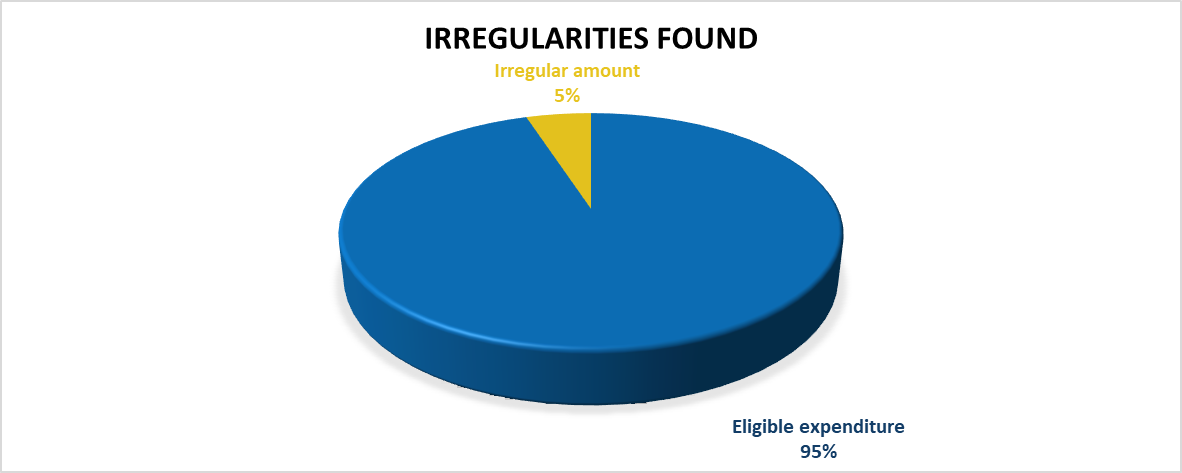 IRREGULARITIES FOUND
Irregular amount
5%
Eligible expenditure
95%